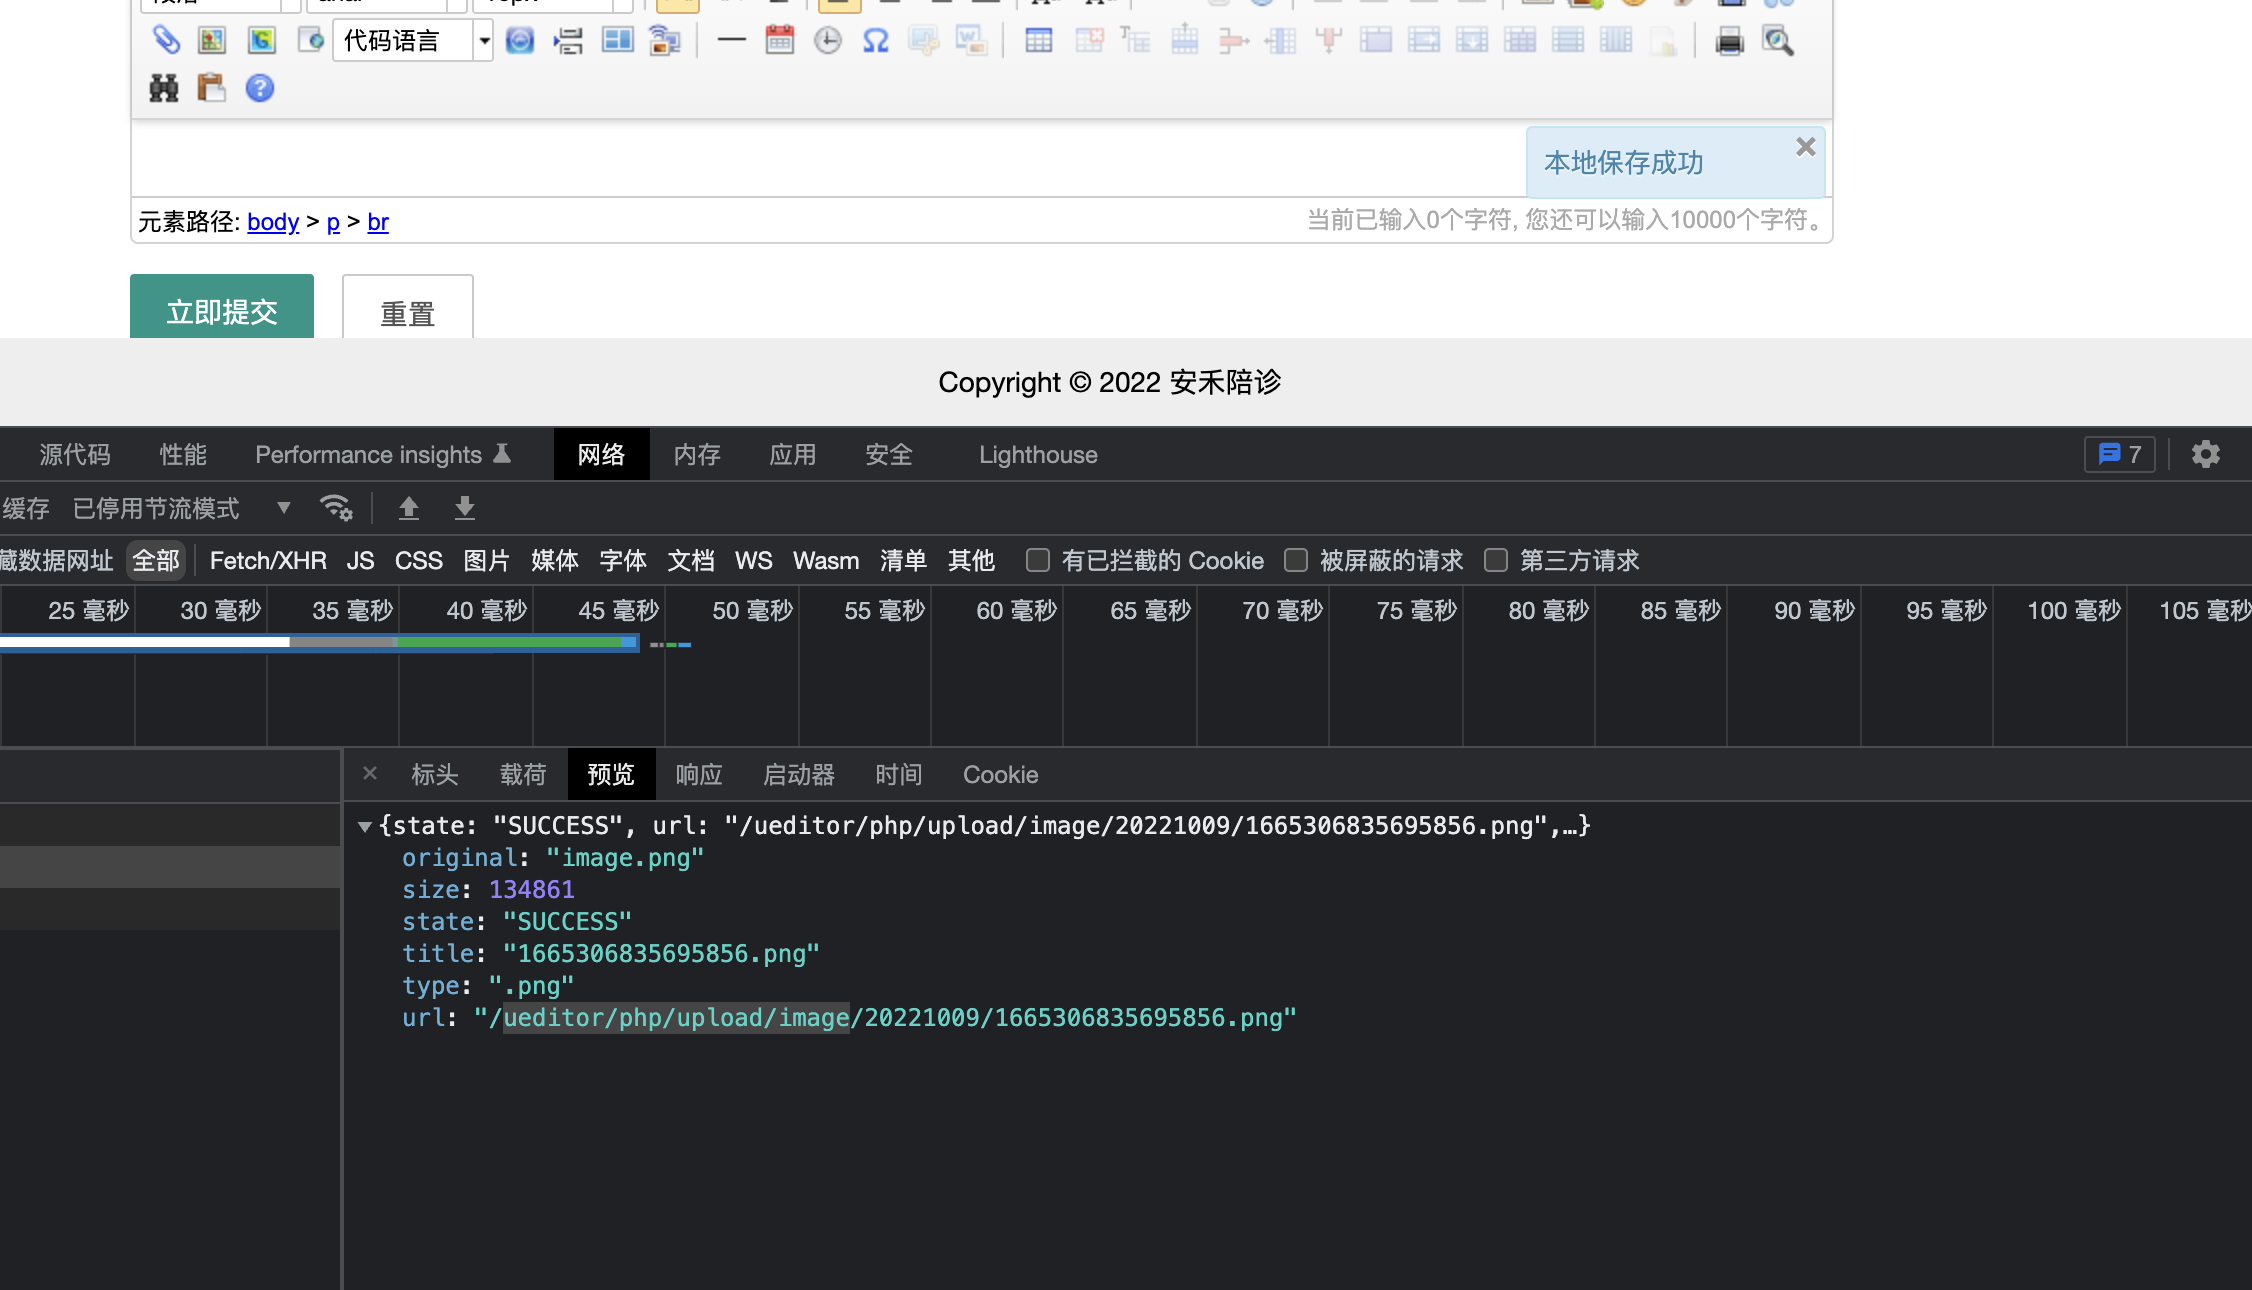 代码语言
本地保存成功
元素路径: body > p > br
当前已输入0个字符, 您还可以输入10000个字符。
立即提交
重置
Copyright © 2022 安禾陪诊
源代码 性能 Performance insights 网络 内存 应用 安全 Lighthouse 7
缓存 已停用节流模式
藏数据网址 全部 Fetch/XHR JS CSS 图片 媒体 字体 文档 WS Wasm 清单 其他 有已拦截的 Cookie 被屏蔽的请求 第三方请求
25 毫秒 30 毫秒 35 毫秒 40 毫秒 45 毫秒 50 毫秒 55 毫秒 60 毫秒 65 毫秒 70 毫秒 75 毫秒 80 毫秒 85 毫秒 90 毫秒 95 毫秒 100 毫秒 105 毫秒
标头 载荷 预览 响应 启动器 时间 Cookie
{state: "SUCCESS", url: "/ueditor/php/upload/image/20221009/1665306835695856.png",…}
original: "image.png"
size: 134861
state: "SUCCESS"
title: "1665306835695856.png"
type: ".png"
url: "/ueditor/php/upload/image/20221009/1665306835695856.png"